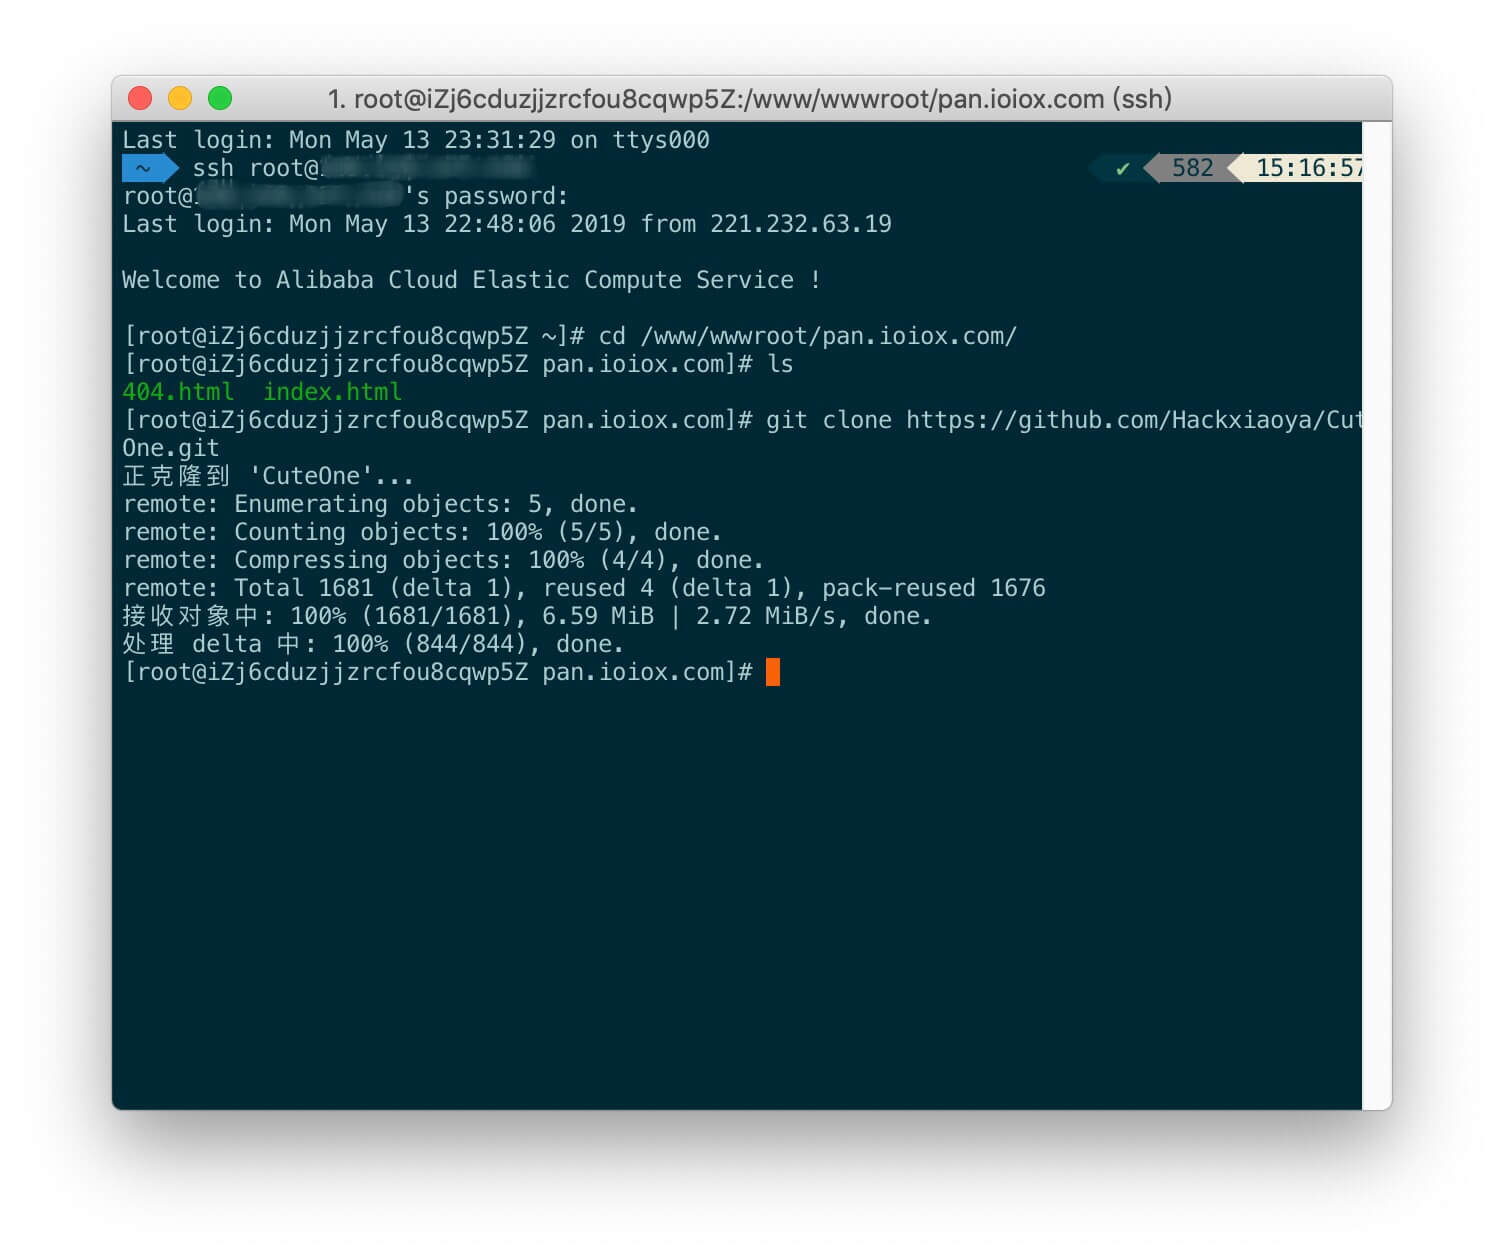 1. root@iZj6cduzjjzrcfou8cqwp5Z:/www/wwwroot/pan.ioiox.com (ssh)
Last login: Mon May 13 23:31:29 on ttys000
~ ssh root@ ✔ 582 15:16:57
root@ 's password:
Last login: Mon May 13 22:48:06 2019 from 221.232.63.19
Welcome to Alibaba Cloud Elastic Compute Service !
[root@iZj6cduzjjzrcfou8cqwp5Z ~]# cd /www/wwwroot/pan.ioiox.com/
[root@iZj6cduzjjzrcfou8cqwp5Z pan.ioiox.com]# ls
404.html  index.html
[root@iZj6cduzjjzrcfou8cqwp5Z pan.ioiox.com]# git clone https://github.com/Hackxiaoya/Cut
One.git
正克隆到 'CuteOne'...
remote: Enumerating objects: 5, done.
remote: Counting objects: 100% (5/5), done.
remote: Compressing objects: 100% (4/4), done.
remote: Total 1681 (delta 1), reused 4 (delta 1), pack-reused 1676
接收对象中: 100% (1681/1681), 6.59 MiB | 2.72 MiB/s, done.
处理 delta 中: 100% (844/844), done.
[root@iZj6cduzjjzrcfou8cqwp5Z pan.ioiox.com]#